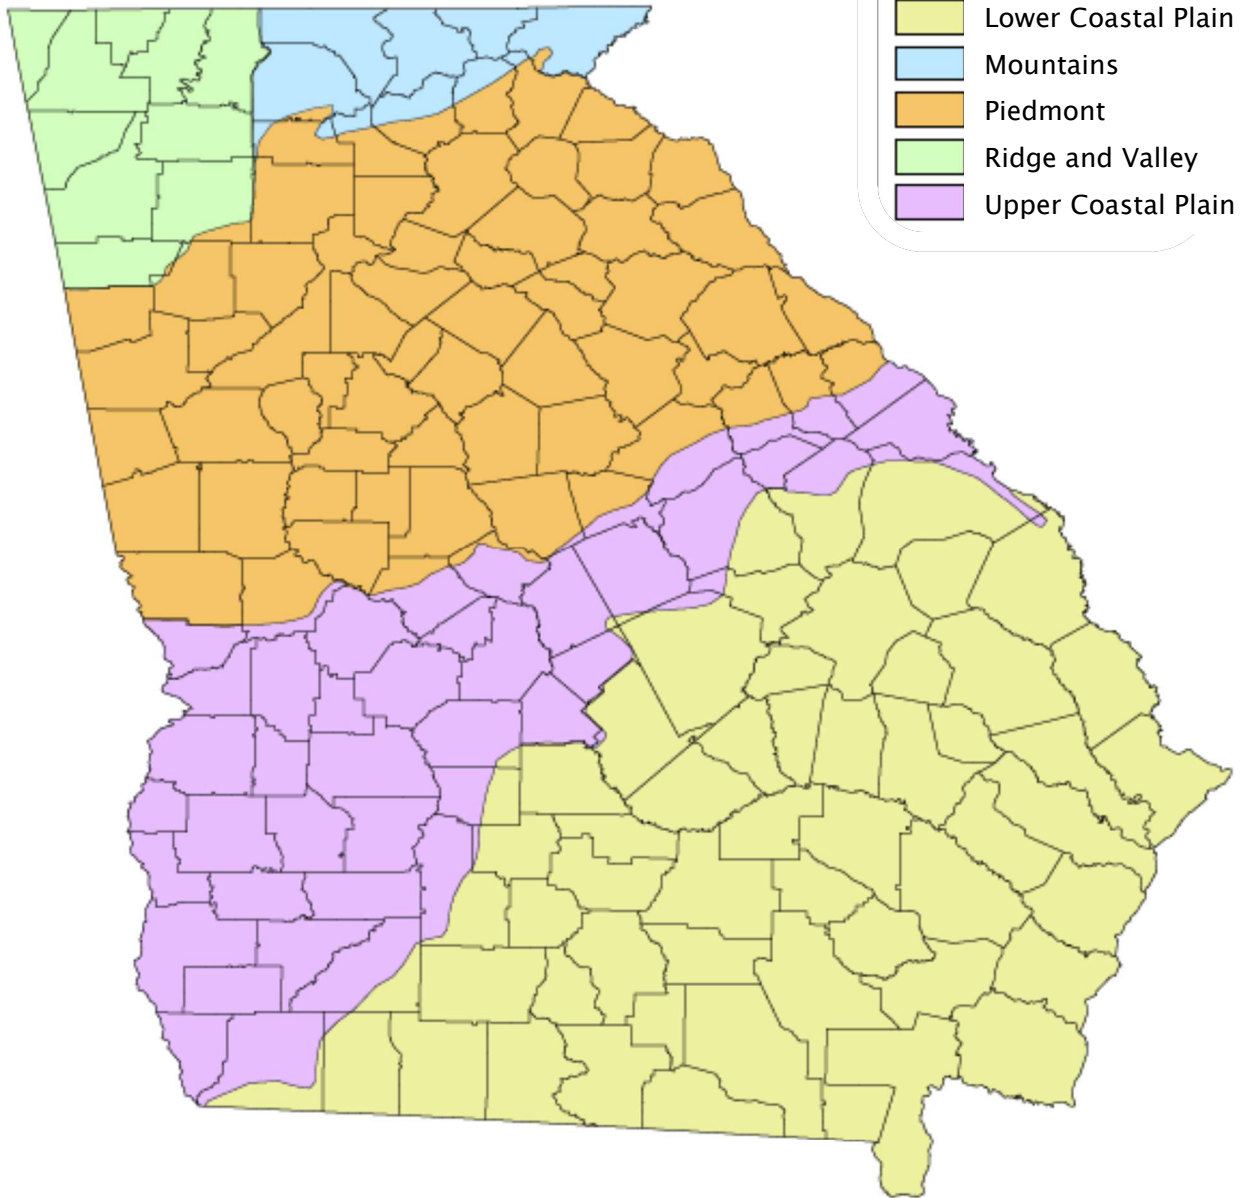 Lower Coastal Plain
Mountains
Piedmont
Ridge and Valley
Upper Coastal Plain